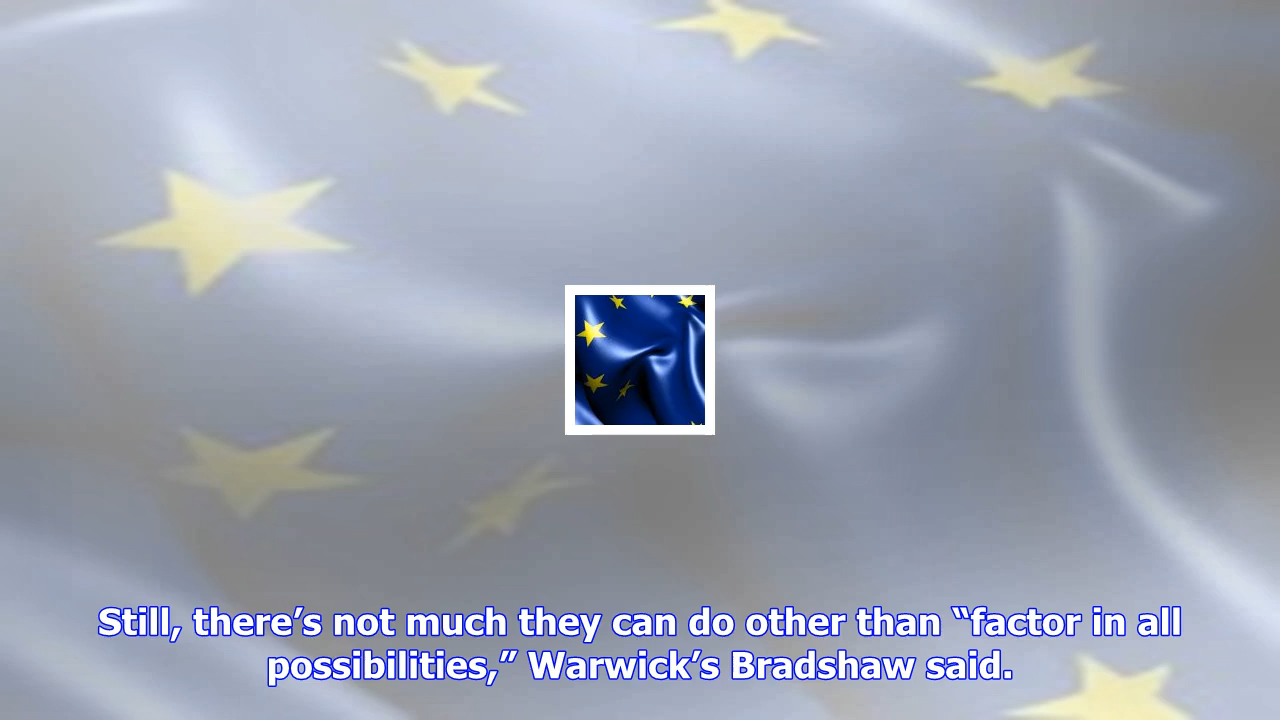 Still, there’s not much they can do other than “factor in all
possibilities,” Warwick’s Bradshaw said.